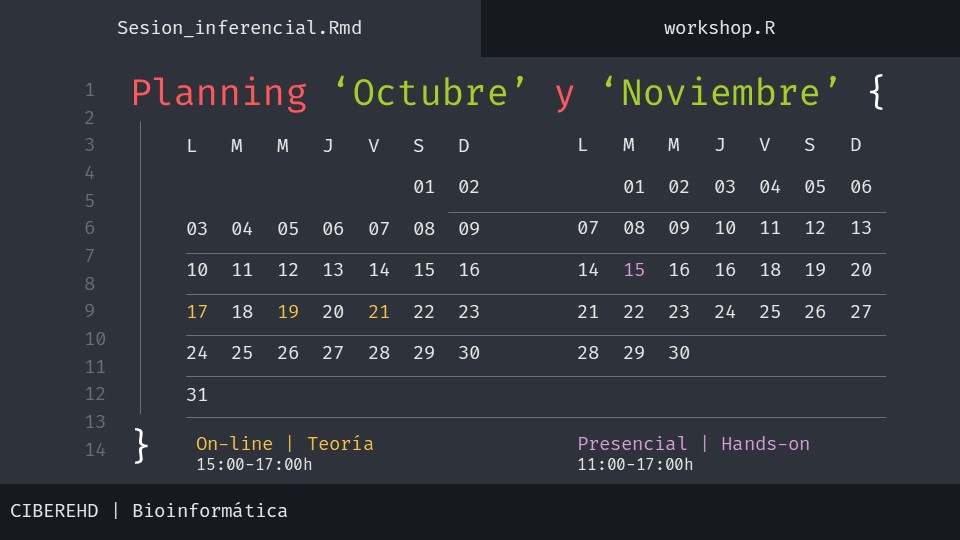 Sesion_inferencial.Rmd workshop.R
1 Planning ‘Octubre’ y ‘Noviembre’ {
2
3 L M M J V S D L M M J V S D
4 01 02 01 02 03 04 05 06
5
6 03 04 05 06 07 08 09 07 08 09 10 11 12 13
7
8 10 11 12 13 14 15 16 14 15 16 16 18 19 20
9 17 18 19 20 21 22 23 21 22 23 24 25 26 27
10 24 25 26 27 28 29 30 28 29 30
11
12 31
13
14 } On-line | Teoría Presencial | Hands-on
15:00-17:00h 11:00-17:00h
CIBEREHD | Bioinformática